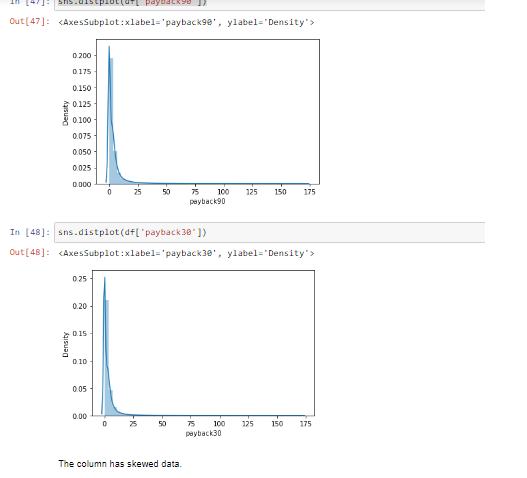 In [47]: sns.distplot(df['payback90'])
Out[47]: <AxesSubplot:xlabel='payback90', ylabel='Density'>
0.200
0.175
0.150
0.125
0.100
0.075
0.050
0.025
0.000
Density
0 25 50 75 100 125 150 175
payback90
In [48]: sns.distplot(df['payback30'])
Out[48]: <AxesSubplot:xlabel='payback30', ylabel='Density'>
0.25
0.20
0.15
0.10
0.05
0.00
Density
0 25 50 75 100 125 150 175
payback30
The column has skewed data.